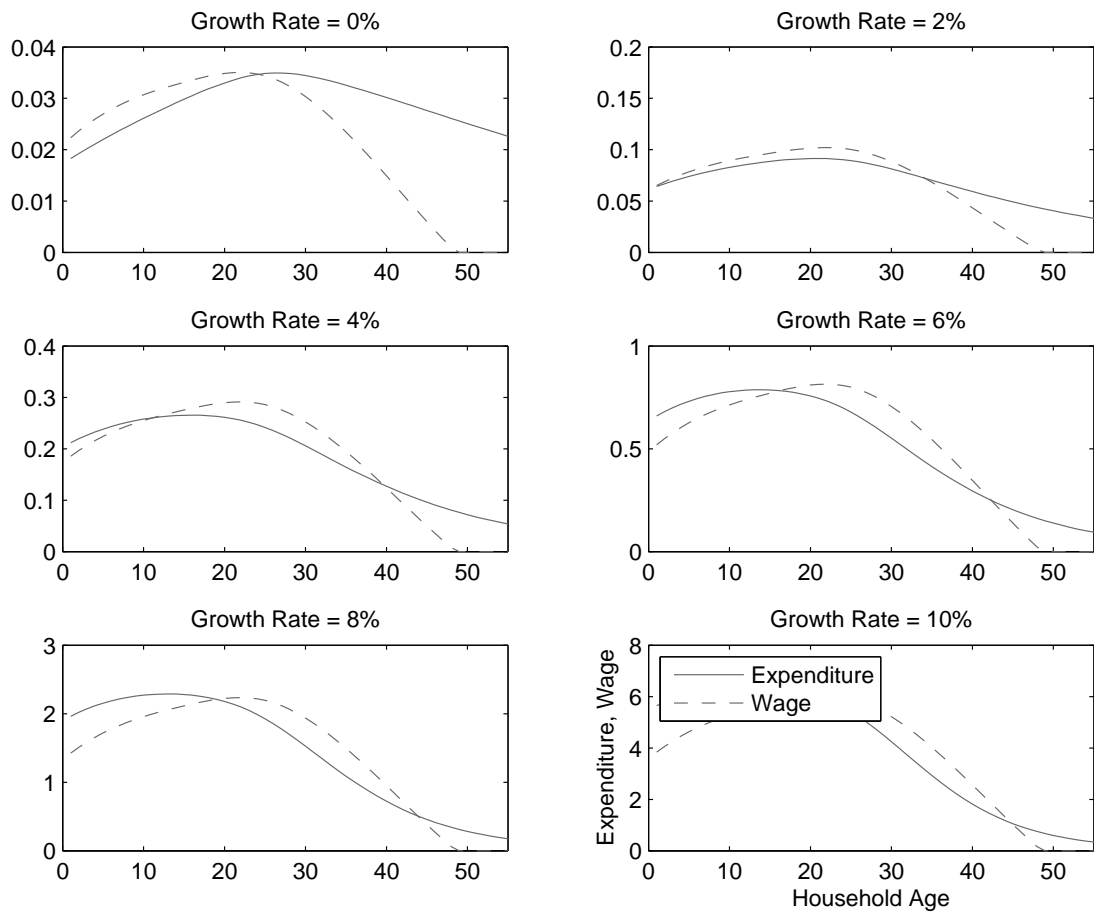 Growth Rate = 0%
0.04
0.03
0.02
0.01
0
0 10 20 30 40 50
Growth Rate = 2%
0.2
0.15
0.1
0.05
0
0 10 20 30 40 50
Growth Rate = 4%
0.4
0.3
0.2
0.1
0
0 10 20 30 40 50
Growth Rate = 6%
1
0.5
0
0 10 20 30 40 50
Growth Rate = 8%
3
2
1
0
0 10 20 30 40 50
Growth Rate = 10%
Expenditure, Wage
8
6
4
2
0
Expenditure
Wage
0 10 20 30 40 50
Household Age